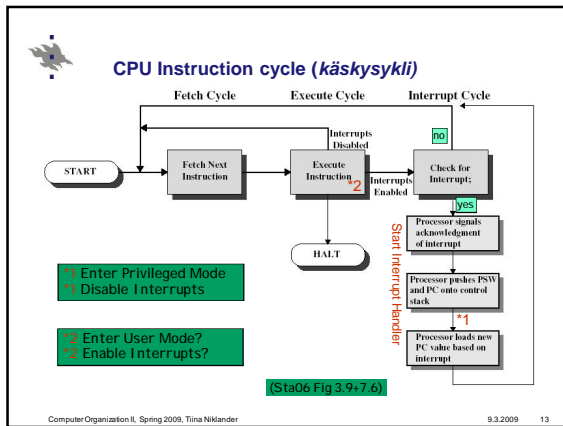 CPU Instruction cycle (käskysykli)
Fetch Cycle Execute Cycle Interrupt Cycle
Interrupts
Disabled
no
START
Fetch Next
Instruction
Execute
Instruction
*2
Interrupts
Enabled
Check for
Interrupt;
yes
HALT
Start Interrupt Handler
Processor signals
acknowledgment
of interrupt
Processor pushes PSW
and PC onto control
stack
*1
Processor loads new
PC value based on
interrupt
*1 Enter Privileged Mode
*1 Disable Interrupts
*2 Enter User Mode?
*2 Enable Interrupts?
(Sta06 Fig 3.9+7.6)
Computer Organization II, Spring 2009, Tiina Niklander 9.3.2009 13